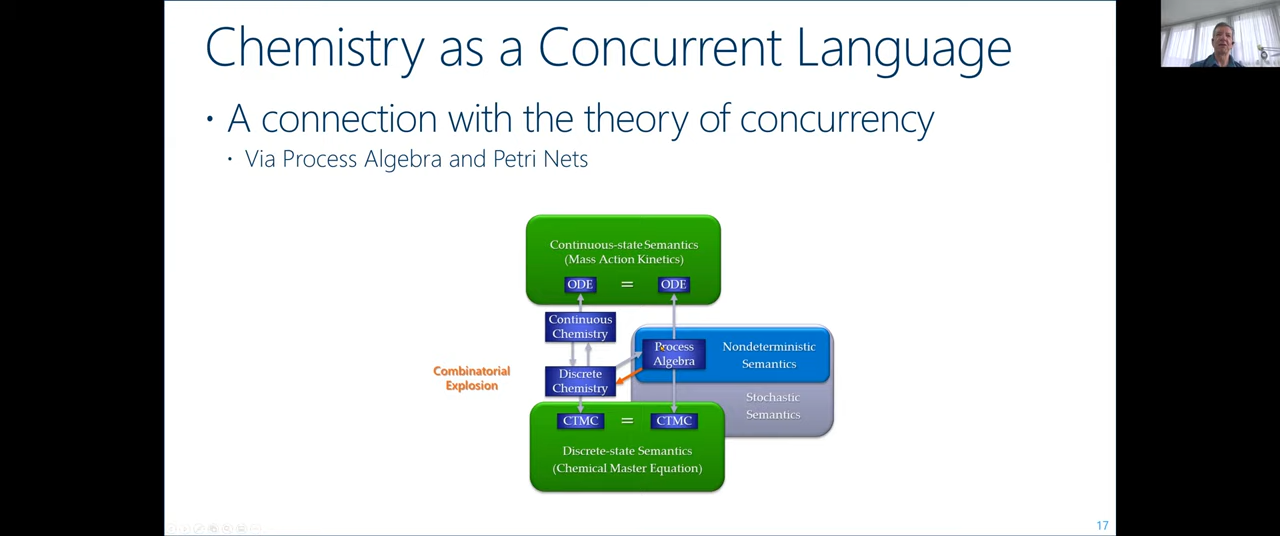 Chemistry as a Concurrent Language
• A connection with the theory of concurrency
• Via Process Algebra and Petri Nets
Continuous-state Semantics
(Mass Action Kinetics)
ODE = ODE
Continuous
Chemistry
Process
Algebra
Nondeterministic
Semantics
Combinatorial
Explosion
Discrete
Chemistry
Stochastic
Semantics
CTMC = CTMC
Discrete-state Semantics
(Chemical Master Equation)
17